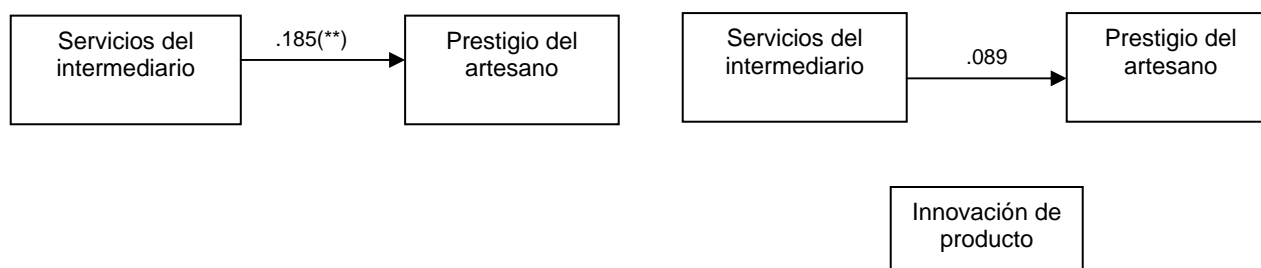 Servicios del
intermediario
.185(**)
Prestigio del
artesano
Servicios del
intermediario
.089
Prestigio del
artesano
Innovación de
producto